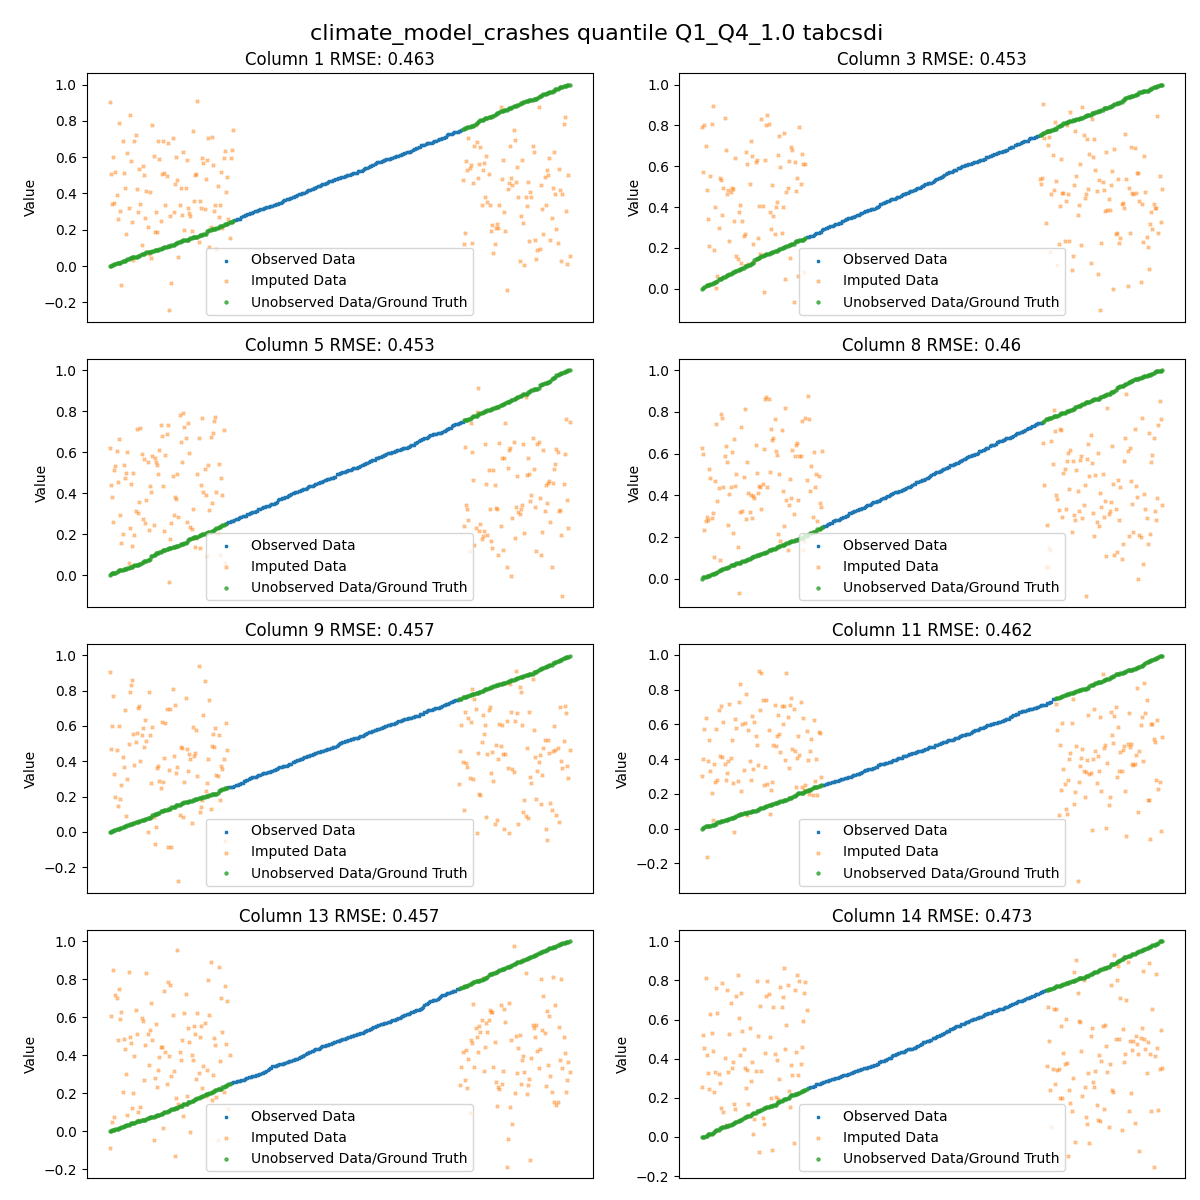 climate_model_crashes quantile Q1_Q4_1.0 tabcsdi
Column 1 RMSE: 0.463
Value
1.0
0.8
0.6
0.4
0.2
0.0
−0.2
Observed Data
Imputed Data
Unobserved Data/Ground Truth
Column 3 RMSE: 0.453
Value
1.0
0.8
0.6
0.4
0.2
0.0
Observed Data
Imputed Data
Unobserved Data/Ground Truth
Column 5 RMSE: 0.453
Value
1.0
0.8
0.6
0.4
0.2
0.0
Observed Data
Imputed Data
Unobserved Data/Ground Truth
Column 8 RMSE: 0.46
Value
1.0
0.8
0.6
0.4
0.2
0.0
Observed Data
Imputed Data
Unobserved Data/Ground Truth
Column 9 RMSE: 0.457
Value
1.0
0.8
0.6
0.4
0.2
0.0
−0.2
Observed Data
Imputed Data
Unobserved Data/Ground Truth
Column 11 RMSE: 0.462
Value
1.0
0.8
0.6
0.4
0.2
0.0
−0.2
Observed Data
Imputed Data
Unobserved Data/Ground Truth
Column 13 RMSE: 0.457
Value
1.0
0.8
0.6
0.4
0.2
0.0
−0.2
Observed Data
Imputed Data
Unobserved Data/Ground Truth
Column 14 RMSE: 0.473
Value
1.0
0.8
0.6
0.4
0.2
0.0
−0.2
Observed Data
Imputed Data
Unobserved Data/Ground Truth